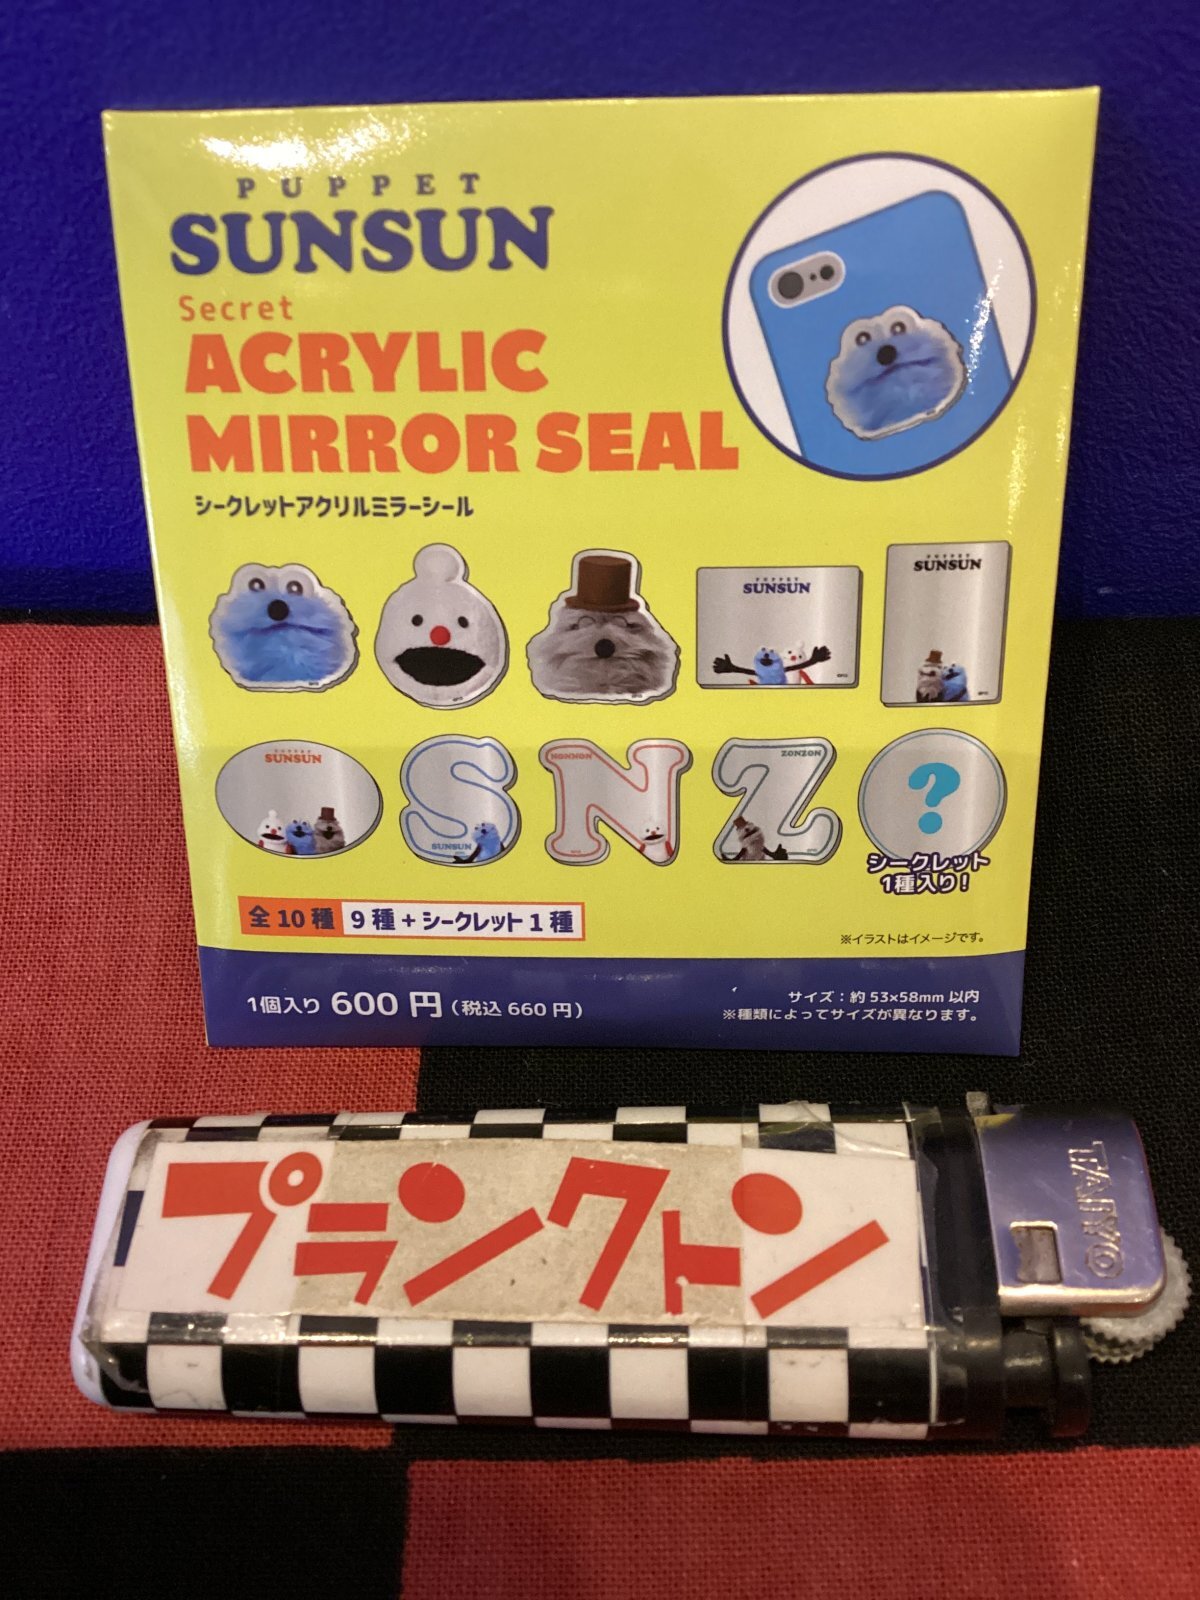 PUPPET
SUNSUN
Secret
ACRYLIC
MIRROR SEAL
シークレットアクリルミラーシール
PUPPET
SUNSUN
PUPPET
SUNSUN
PUPPET
SUNSUN
SUNSUN
NONNON
ZONZON
?
シークレット
1種入り!
全10種 9種+シークレット1種
※イラストはイメージです。
1個入り 600円(税込660円)
サイズ:約53×58mm以内
※種類によってサイズが異なります。
プランクトン
TAIYO